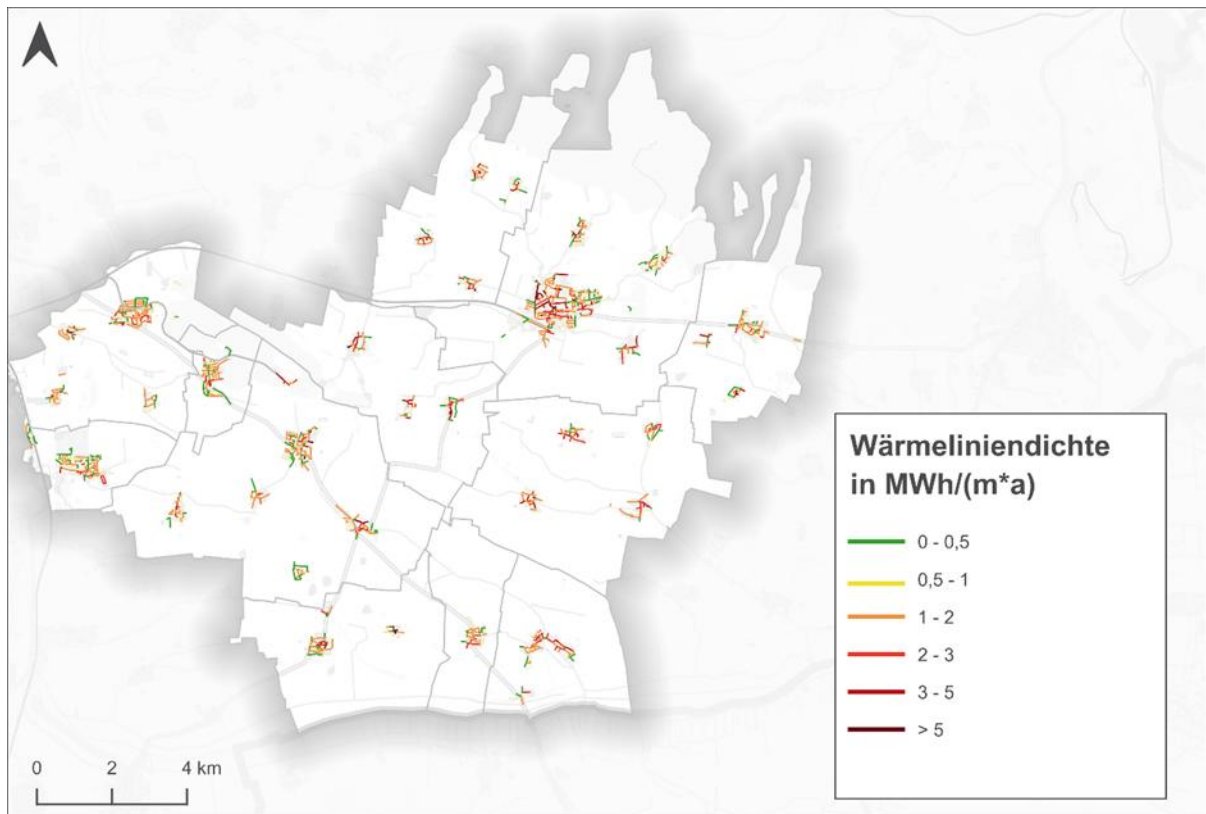 Wärmeliniendichte
in MWh/(m*a)
0 - 0,5
0,5 - 1
1 - 2
2 - 3
3 - 5
> 5
0 2 4 km